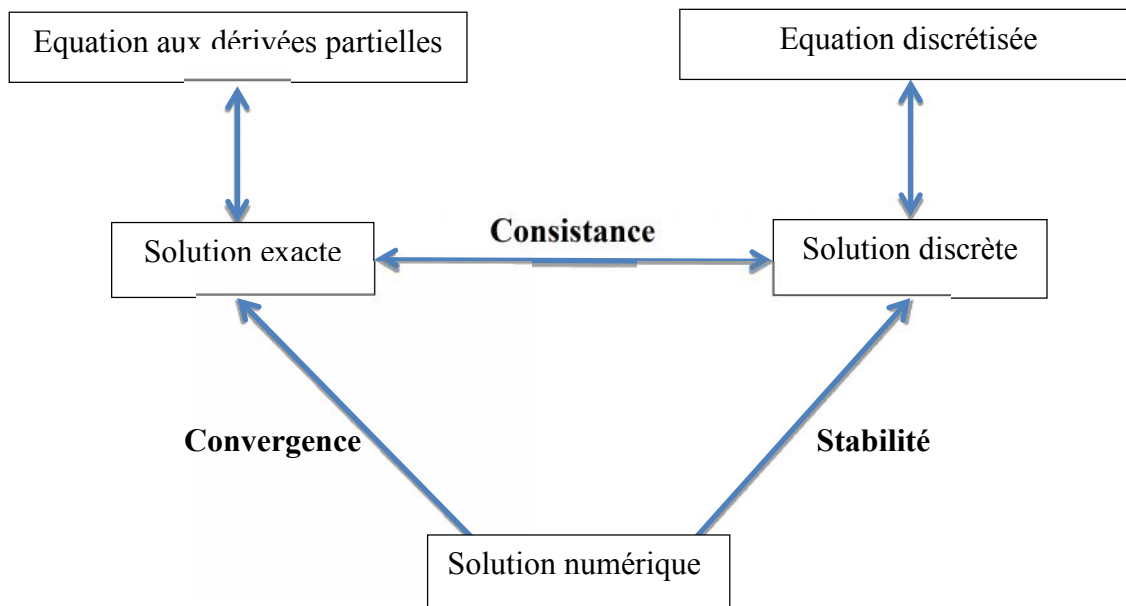 Equation aux dérivées partielles
Equation discrétisée
Solution exacte
Consistance
Solution discrète
Convergence
Stabilité
Solution numérique